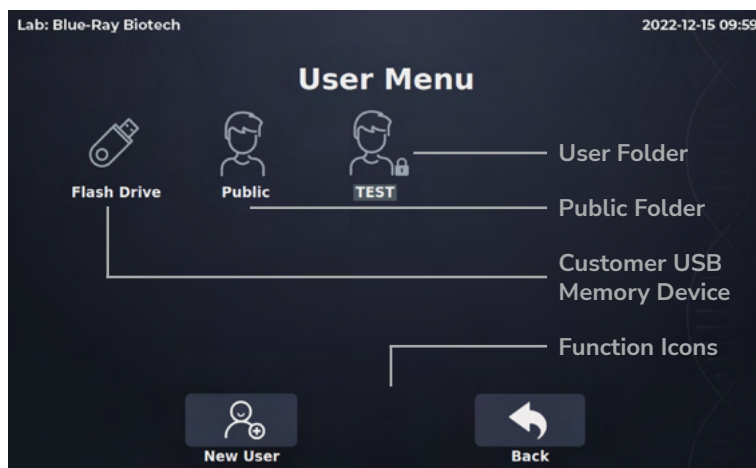 Lab: Blue-Ray Biotech
2022-12-15 09:59
User Menu
Flash Drive
Public
TEST
User Folder
Public Folder
Customer USB
Memory Device
Function Icons
New User
Back